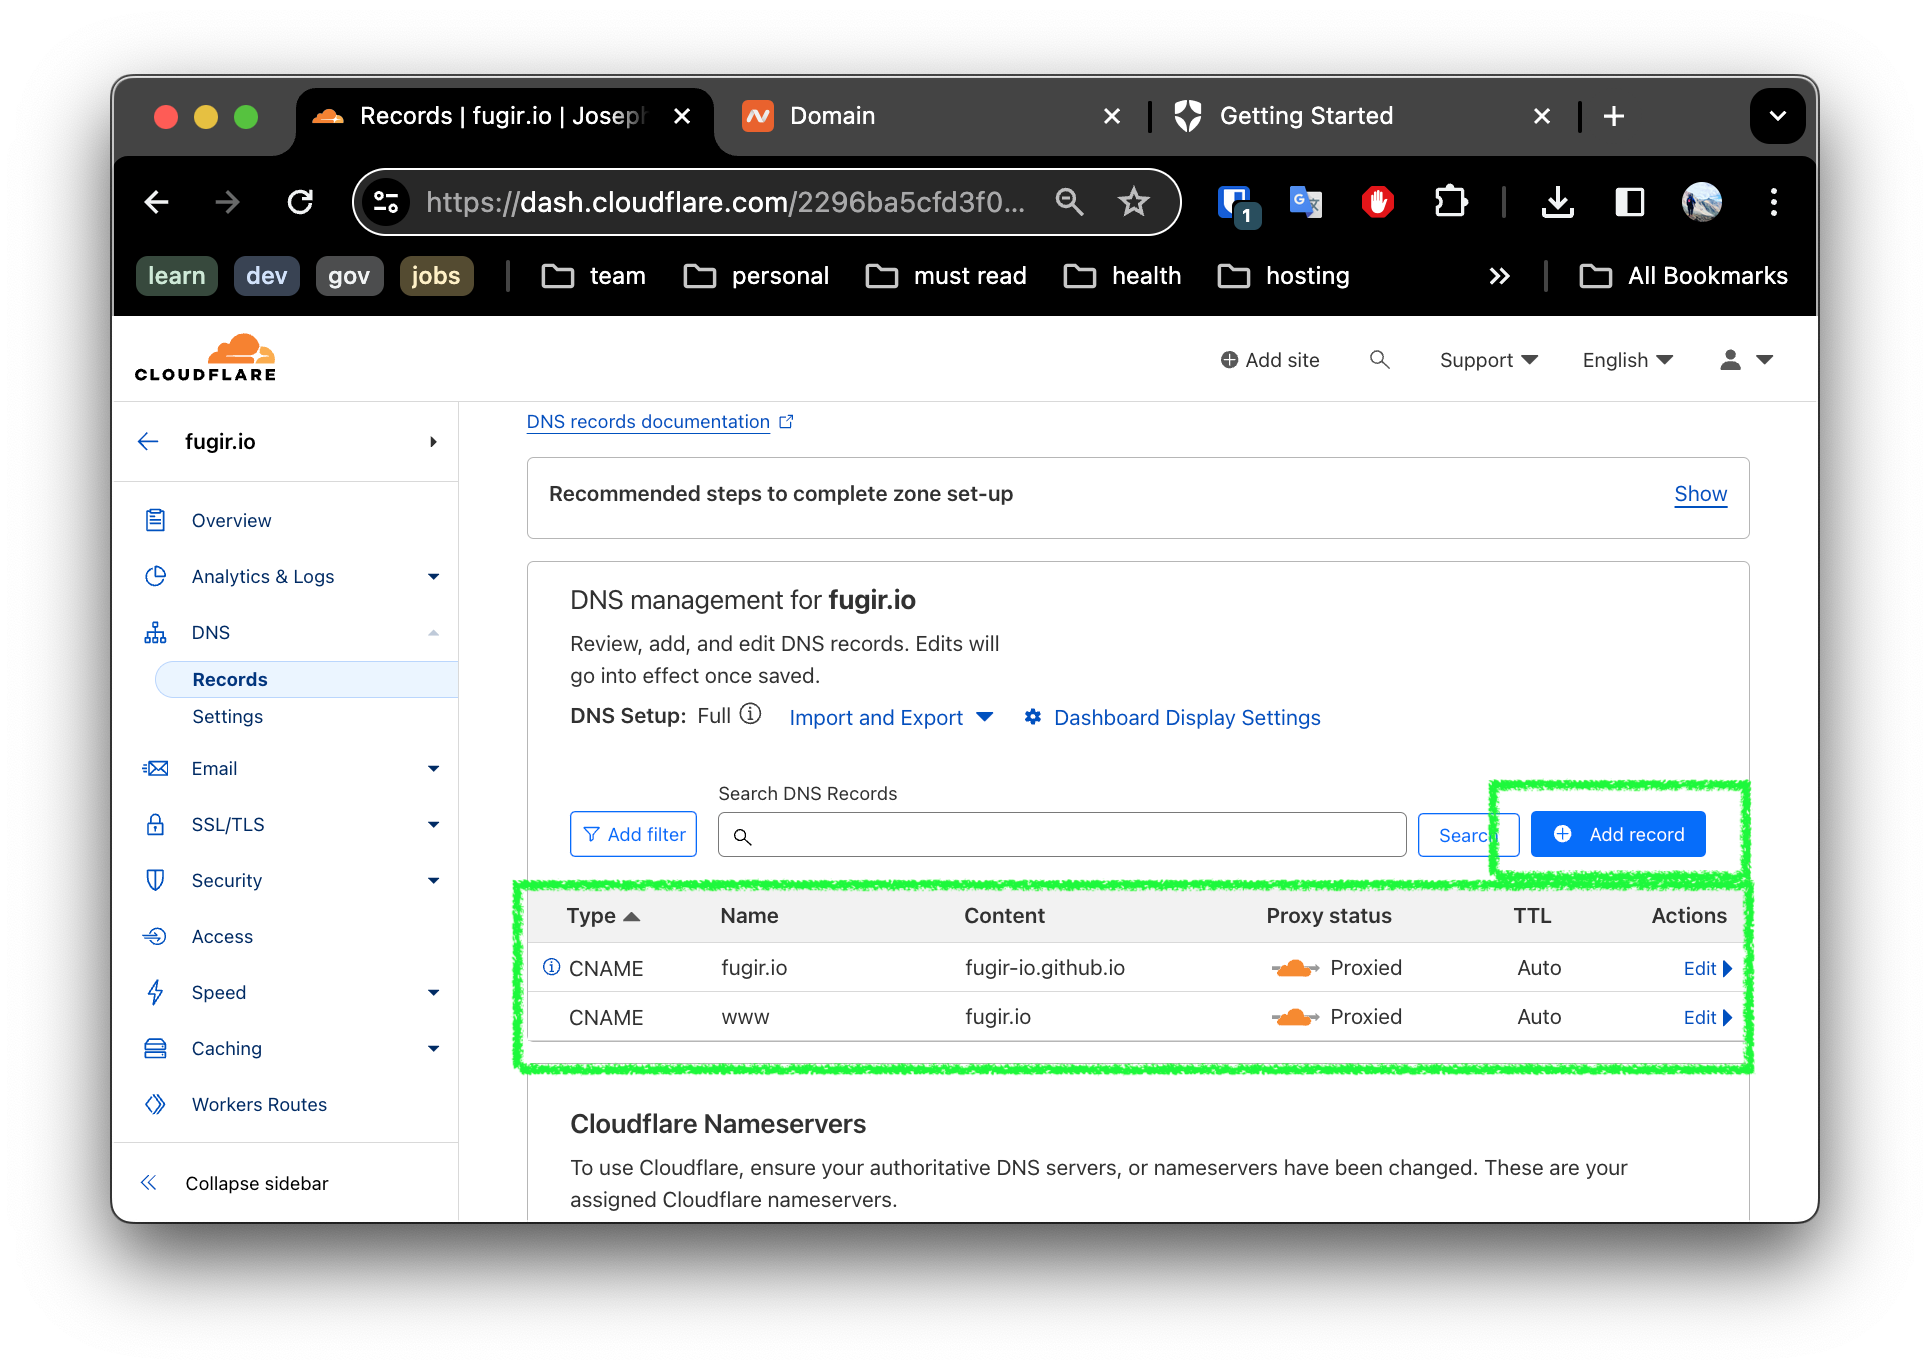 Records | fugir.io | Joseph
Domain
Getting Started
https://dash.cloudflare.com/2296ba5cfd3f0...
1
learn
dev
gov
jobs
team
personal
must read
health
hosting
All Bookmarks
CLOUDFLARE
Add site
Support
English
fugir.io
Overview
Analytics & Logs
DNS
Records
Settings
Email
SSL/TLS
Security
Access
Speed
Caching
Workers Routes
Collapse sidebar
DNS records documentation
Recommended steps to complete zone set-up
Show
DNS management for fugir.io
Review, add, and edit DNS records. Edits will
go into effect once saved.
DNS Setup: Full
Import and Export
Dashboard Display Settings
Search DNS Records
Add filter
Search
Add record
Type Name Content Proxy status TTL Actions
CNAME fugir.io fugir-io.github.io Proxied Auto Edit
CNAME www fugir.io Proxied Auto Edit
Cloudflare Nameservers
To use Cloudflare, ensure your authoritative DNS servers, or nameservers have been changed. These are your
assigned Cloudflare nameservers.